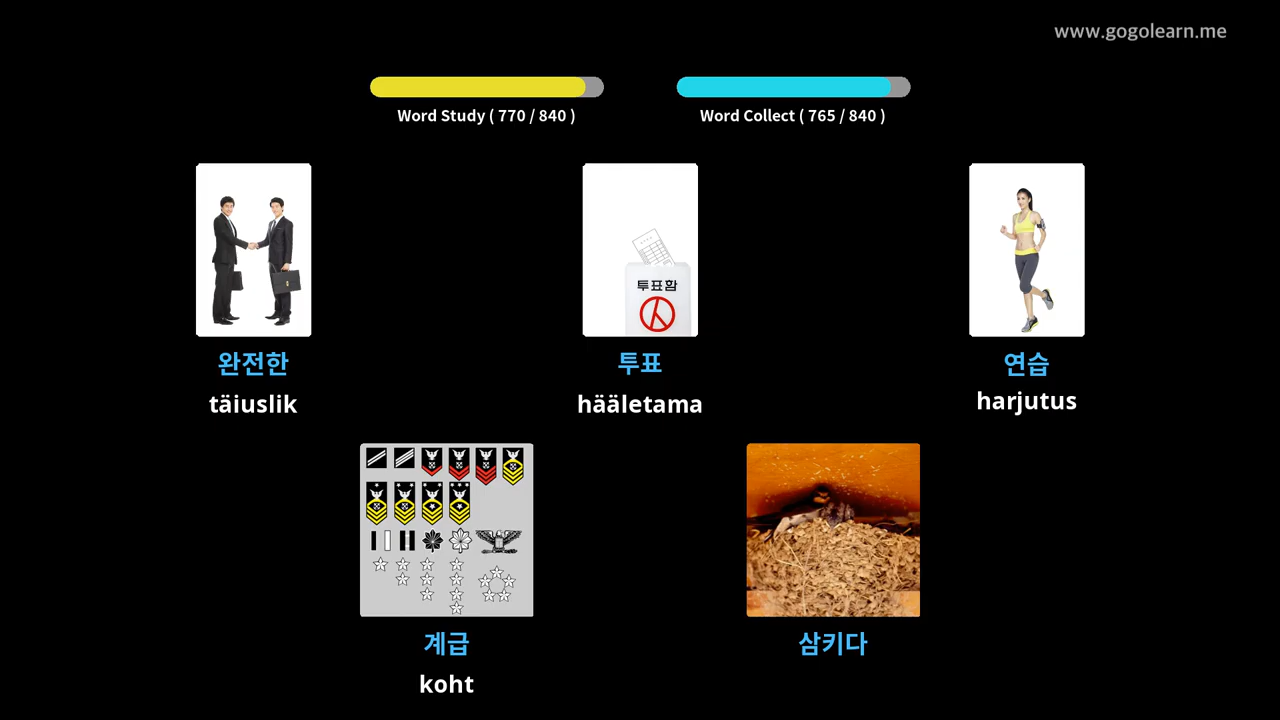 www.gogolearn.me
Word Study ( 770 / 840 )
Word Collect ( 765 / 840 )
투표함
완전한
투표
연습
täiuslik
hääletama
harjutus
계급
삼키다
koht